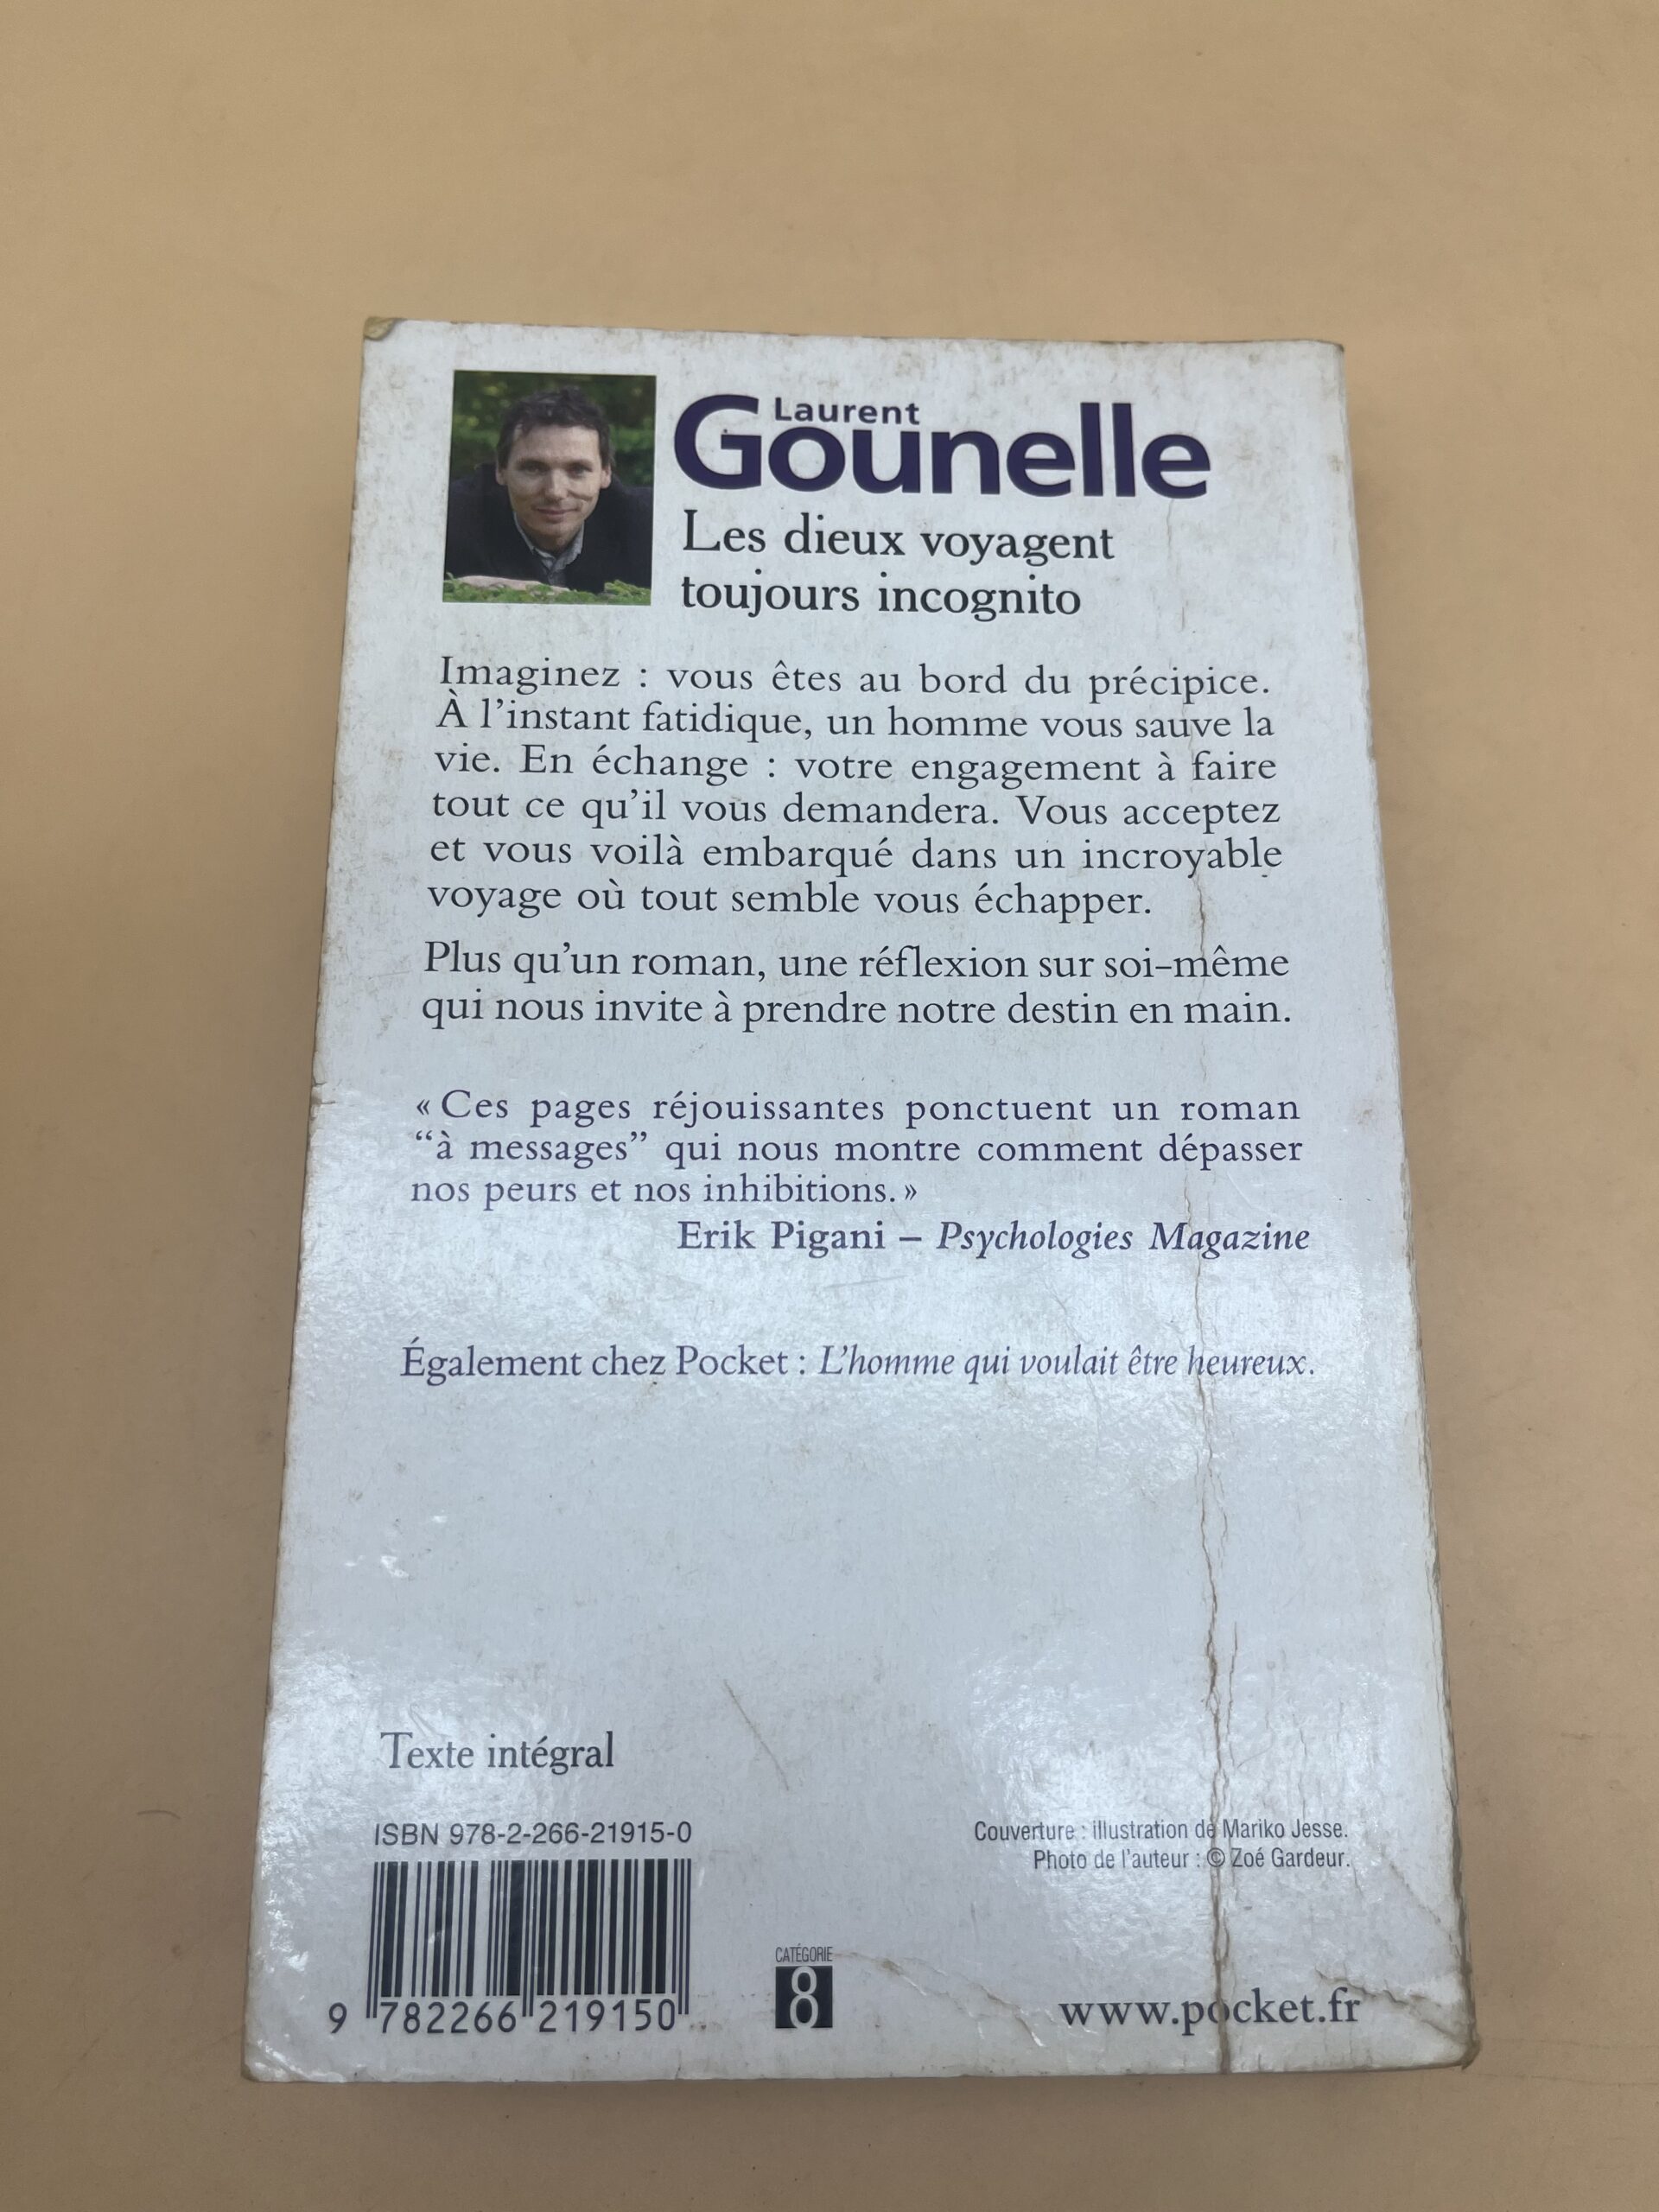 Laurent
Gounelle
Les dieux voyagent
toujours incognito
Imaginez : vous êtes au bord du précipice.
À l'instant fatidique, un homme vous sauve la
vie. En échange : votre engagement à faire
tout ce qu'il vous demandera. Vous acceptez
et vous voilà embarqué dans un incroyable
voyage où tout semble vous échapper.
Plus qu'un roman, une réflexion sur soi-même
qui nous invite à prendre notre destin en main.
« Ces pages réjouissantes ponctuent un roman
“à messages” qui nous montre comment dépasser
nos peurs et nos inhibitions. »
Erik Pigani – Psychologies Magazine
Également chez Pocket : L'homme qui voulait être heureux.
Texte intégral
ISBN 978-2-266-21915-0
Couverture : illustration de Mariko Jesse.
Photo de l'auteur : © Zoé Gardeur.
9 782266 219150
CATÉGORIE
8
www.pocket.fr